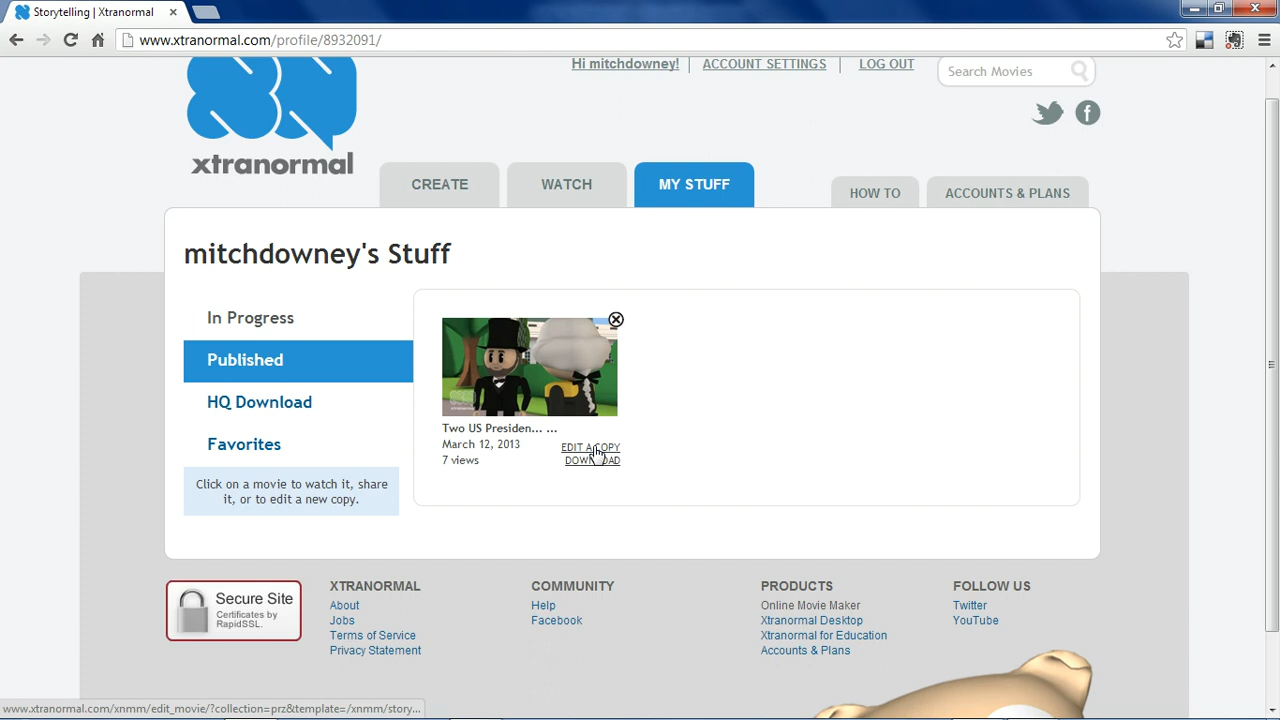 Storytelling | Xtranormal
www.xtranormal.com/profile/8932091/
Hi mitchdowney! | ACCOUNT SETTINGS | LOG OUT
Search Movies
xtranormal
CREATE
WATCH
MY STUFF
HOW TO
ACCOUNTS & PLANS
mitchdowney's Stuff
In Progress
Published
HQ Download
Favorites
Click on a movie to watch it, share
it, or to edit a new copy.
xtranormal
Two US Presiden... ...
March 12, 2013
7 views
EDIT A COPY
DOWNLOAD
Secure Site
Certificates by
RapidSSL.
XTRANORMAL
About
Jobs
Terms of Service
Privacy Statement
COMMUNITY
Help
Facebook
PRODUCTS
Online Movie Maker
Xtranormal Desktop
Xtranormal for Education
Accounts & Plans
FOLLOW US
Twitter
YouTube
www.xtranormal.com/xnmm/edit_movie/?collection=prz&template=/xnmm/story...